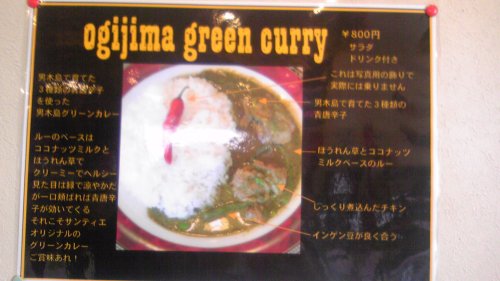 ogijima green curry
¥800円
サラダ
ドリンク付き
男木島で育てた
３種類の青唐辛子
を使った
男木島グリーンカレー
ルーのベースは
ココナッツミルクと
ほうれん草で
クリーミーでヘルシー
見た目は緑で涼やかだ
が一口頬ばれば青唐辛
子が効いてくる
それこそサンティエ
オリジナルの
グリーンカレー
ご賞味あれ！
これは写真用の飾りで
実際には乗りません
男木島で育てた３種類の
青唐辛子
ほうれん草とココナッツ
ミルクベースのルー
じっくり煮込んだチキン
インゲン豆が良く合う